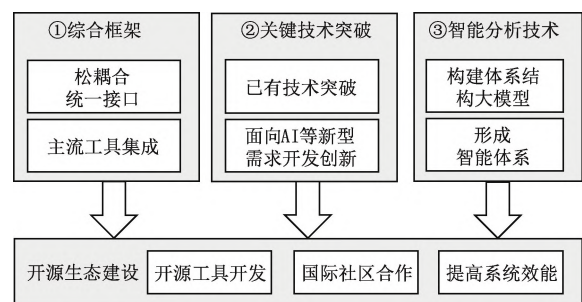 ①综合框架
松耦合
统一接口
主流工具集成
②关键技术突破
已有技术突破
面向AI等新型
需求开发创新
③智能分析技术
构建体系结
构大模型
形成
智能体系
开源生态建设
开源工具开发
国际社区合作
提高系统效能